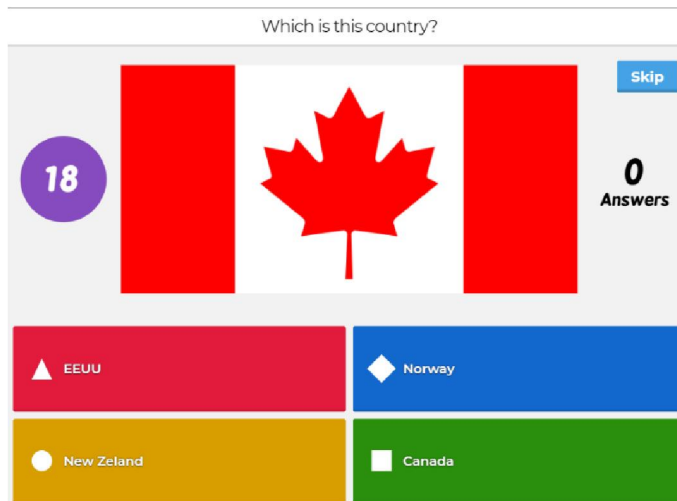 Which is this country?
Skip
18
0
Answers
EEUU
Norway
New Zeland
Canada